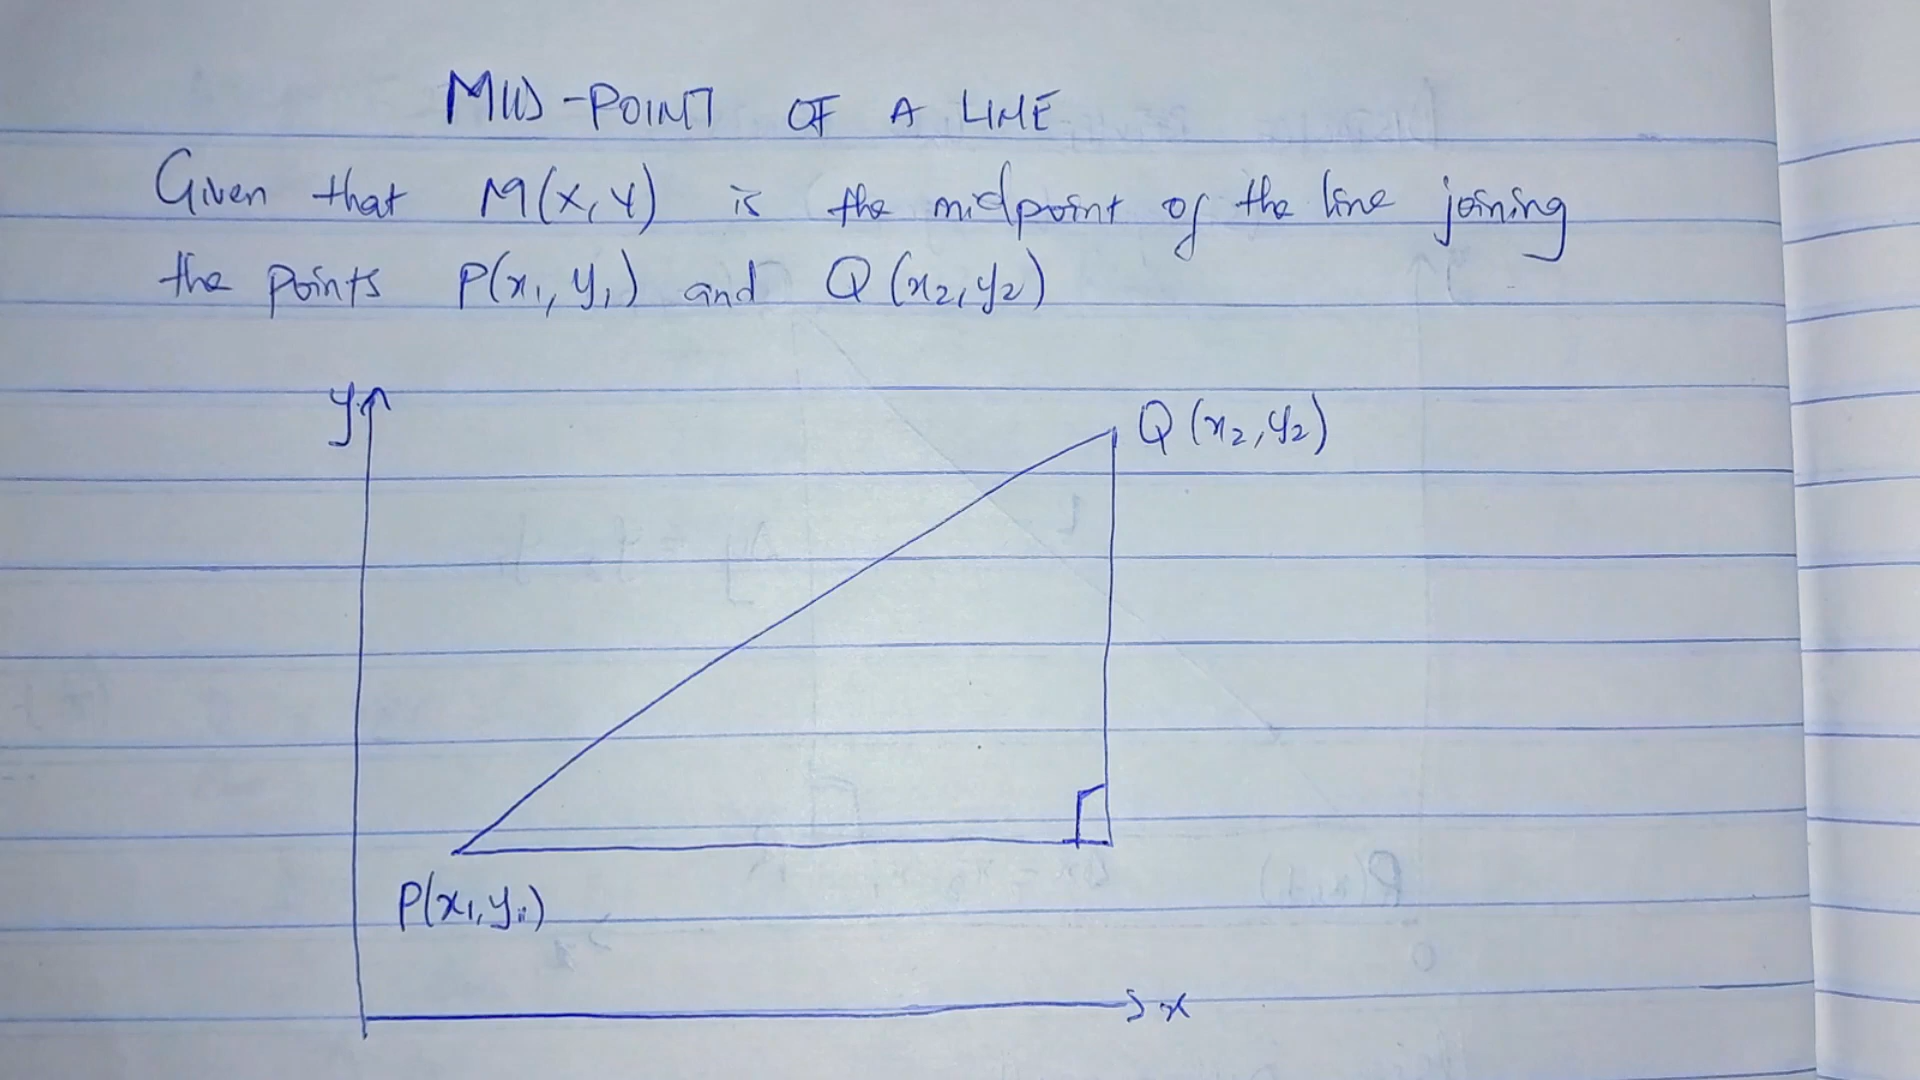 MID-POINT OF A LINE
Given that M(X,Y) is the midpoint of the line joining
the points P(x₁, y₁) and Q(x₂, y₂)
y
Q(x₂, y₂)
P(x₁, y₁)
x